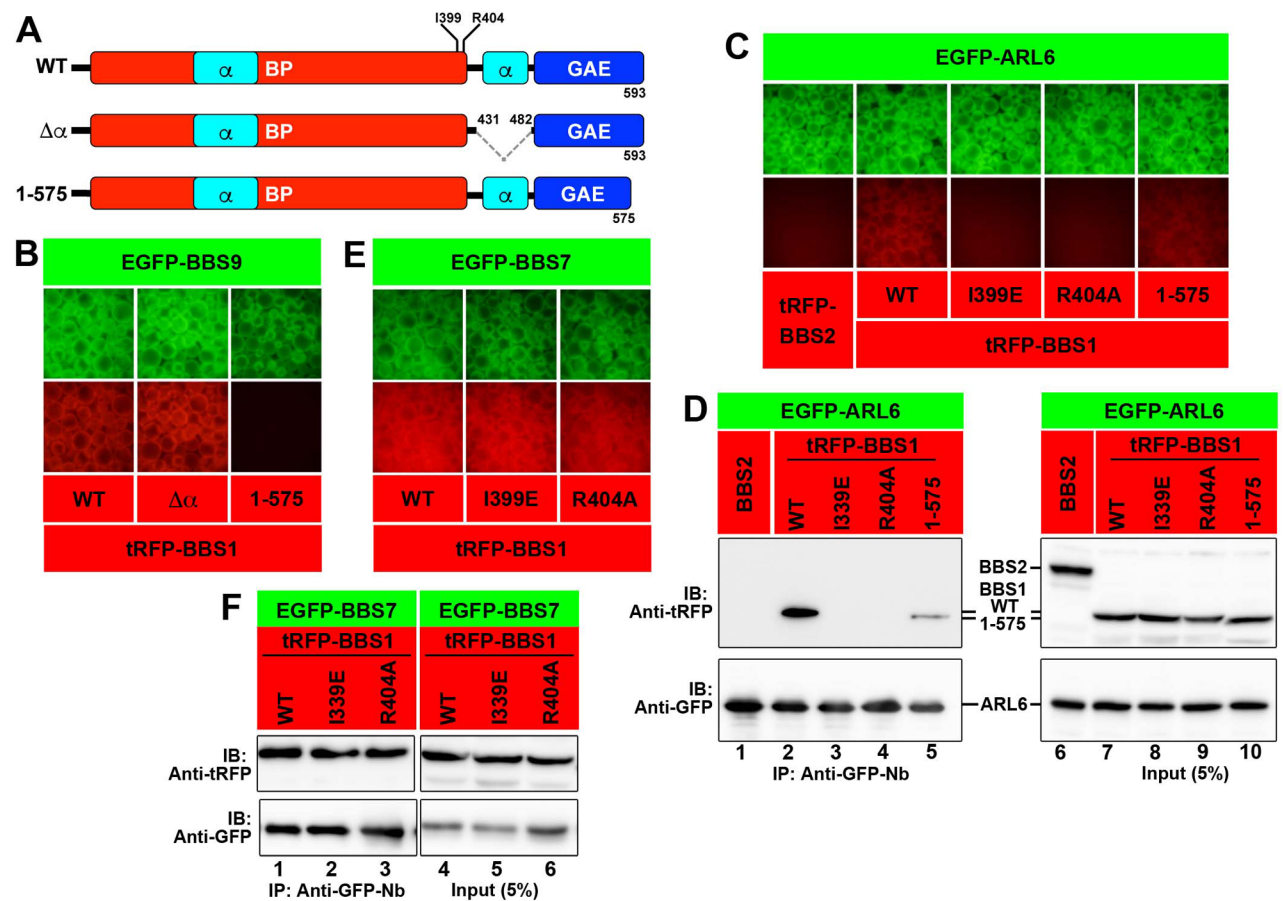 A
I399 R404
WT α BP α GAE
593
Δα α BP 431 482 GAE
593
1-575 α BP α GAE
575
B
EGFP-BBS9
WT Δα 1-575
tRFP-BBS1
E
EGFP-BBS7
WT I399E R404A
tRFP-BBS1
C
EGFP-ARL6
tRFP-
BBS2
WT I399E R404A 1-575
tRFP-BBS1
D
EGFP-ARL6
BBS2
tRFP-BBS1
WT I339E R404A 1-575
IB:
Anti-tRFP
IB:
Anti-GFP
1 2 3 4 5
IP: Anti-GFP-Nb
BBS2
BBS1
WT
1-575
ARL6
EGFP-ARL6
BBS2
tRFP-BBS1
WT I339E R404A 1-575
6 7 8 9 10
Input (5%)
F
EGFP-BBS7 EGFP-BBS7
tRFP-BBS1 tRFP-BBS1
WT I339E R404A WT I339E R404A
IB:
Anti-tRFP
IB:
Anti-GFP
1 2 3 4 5 6
IP: Anti-GFP-Nb Input (5%)